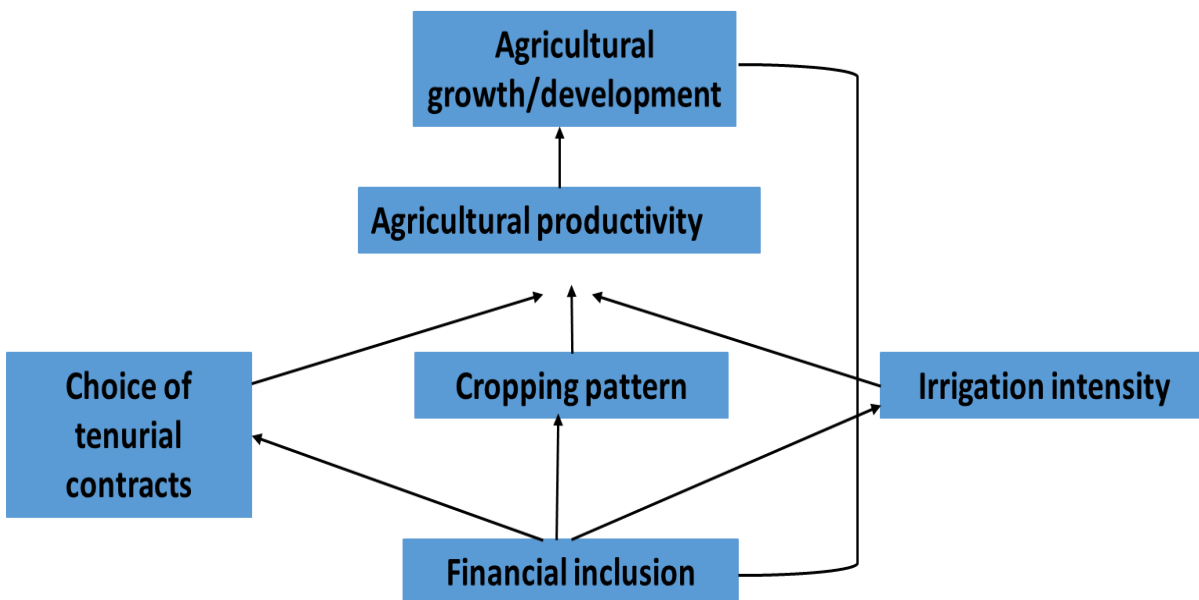 Agricultural
growth/development
Agricultural productivity
Choice of
tenurial
contracts
Cropping pattern
Irrigation intensity
Financial inclusion